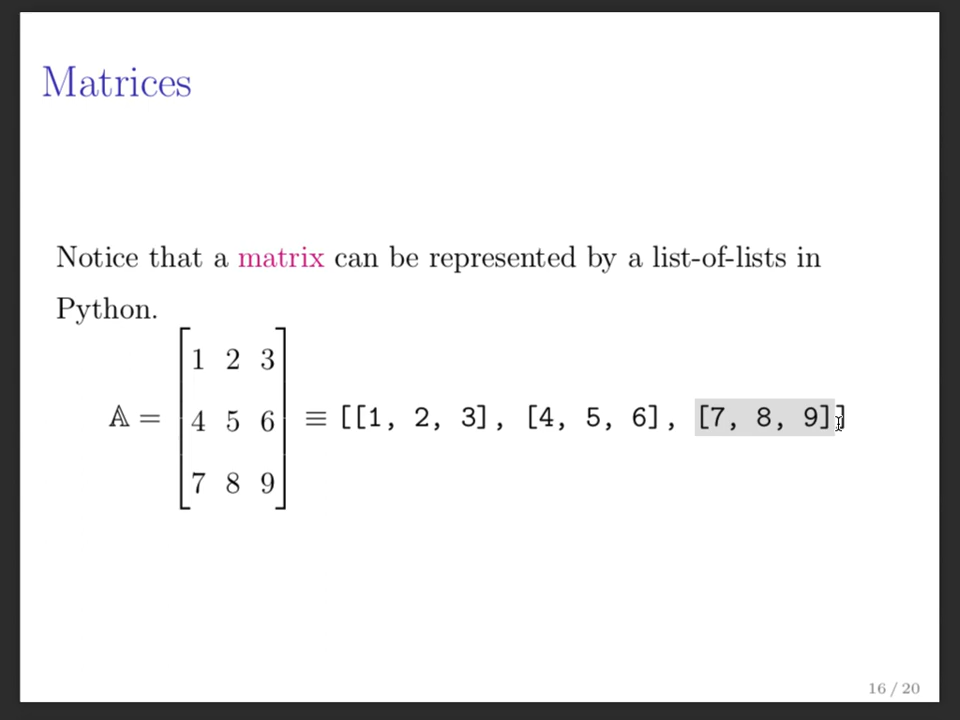 Matrices
Notice that a matrix can be represented by a list-of-lists in
Python.
1 2 3
𝔸 = 4 5 6 ≡ [[1, 2, 3], [4, 5, 6], [7, 8, 9]]
7 8 9
16 / 20